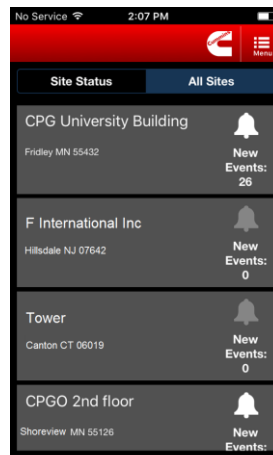 No Service 2:07 PM
Menu
Site Status All Sites
CPG University Building
Fridley MN 55432
New
Events:
26
F International Inc
Hillsdale NJ 07642
New
Events:
0
Tower
Canton CT 06019
New
Events:
0
CPGO 2nd floor
Shoreview MN 55126
New
Events: